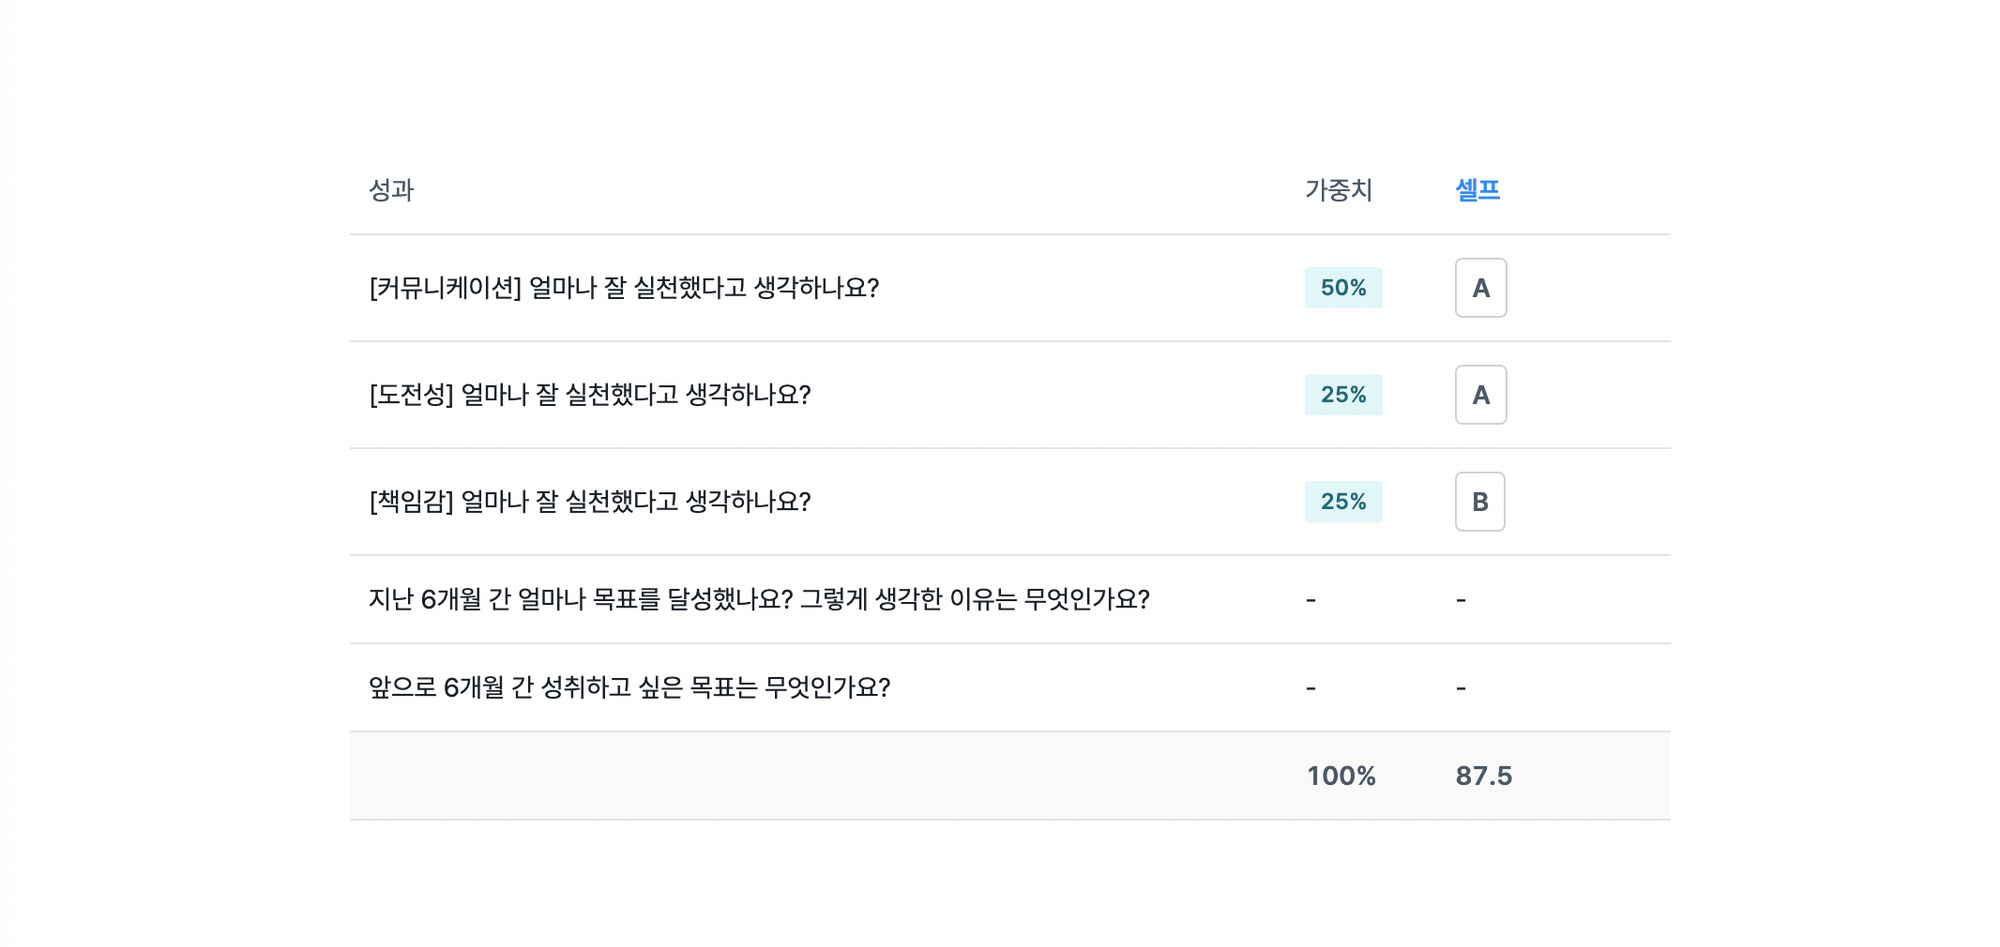 성과 가중치 셀프
[커뮤니케이션] 얼마나 잘 실천했다고 생각하나요? 50% A
[도전성] 얼마나 잘 실천했다고 생각하나요? 25% A
[책임감] 얼마나 잘 실천했다고 생각하나요? 25% B
지난 6개월 간 얼마나 목표를 달성했나요? 그렇게 생각한 이유는 무엇인가요? - -
앞으로 6개월 간 성취하고 싶은 목표는 무엇인가요? - -
100% 87.5